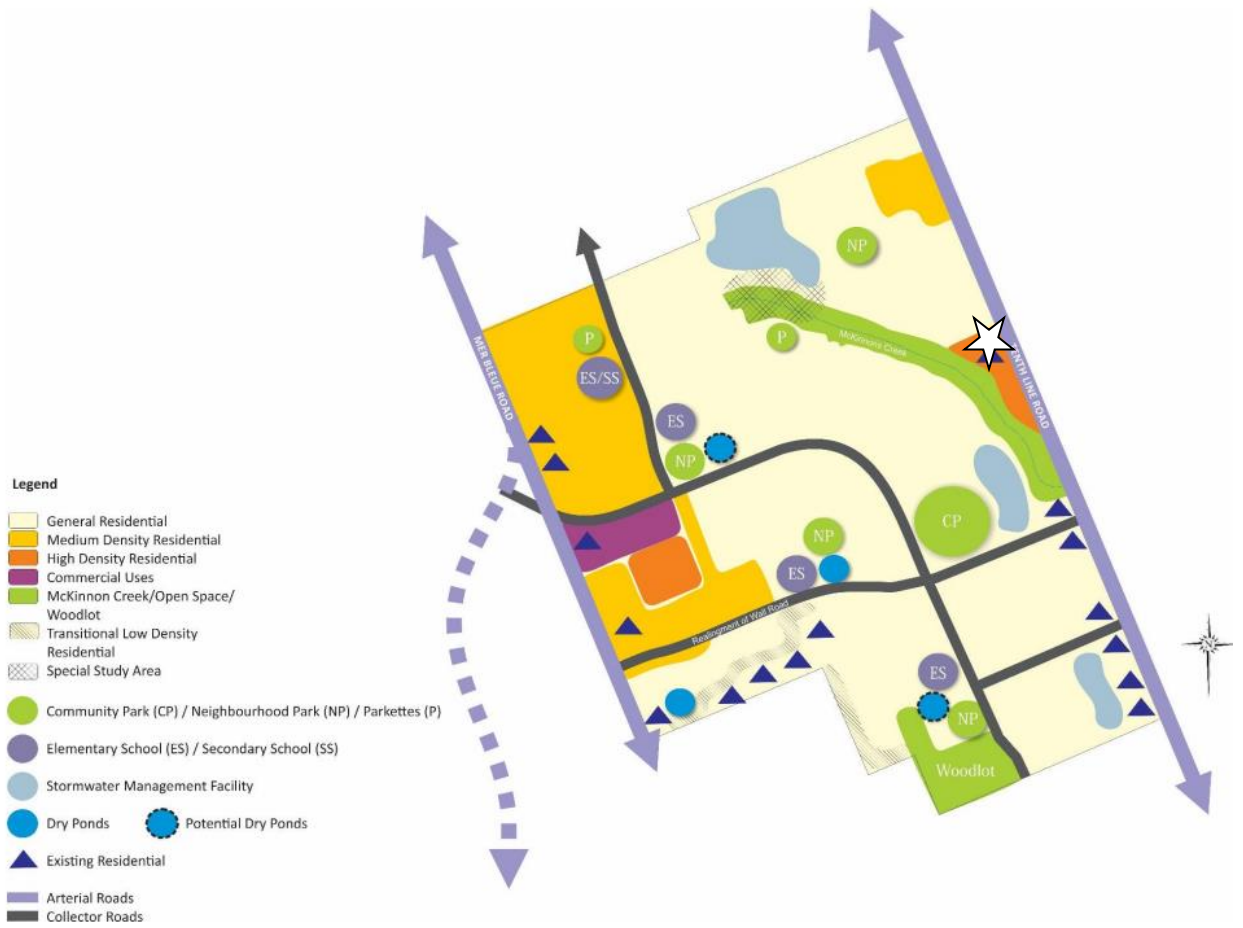 NP
MER BLEUE ROAD
P
P
McKinnons Creek
TENTH LINE ROAD
ES/SS
ES
NP
CP
NP
ES
Realingment of Wall Road
ES
NP
Woodlot
N
Legend
General Residential
Medium Density Residential
High Density Residential
Commercial Uses
McKinnon Creek/Open Space/
Woodlot
Transitional Low Density
Residential
Special Study Area
Community Park (CP) / Neighbourhood Park (NP) / Parkettes (P)
Elementary School (ES) / Secondary School (SS)
Stormwater Management Facility
Dry Ponds
Potential Dry Ponds
Existing Residential
Arterial Roads
Collector Roads